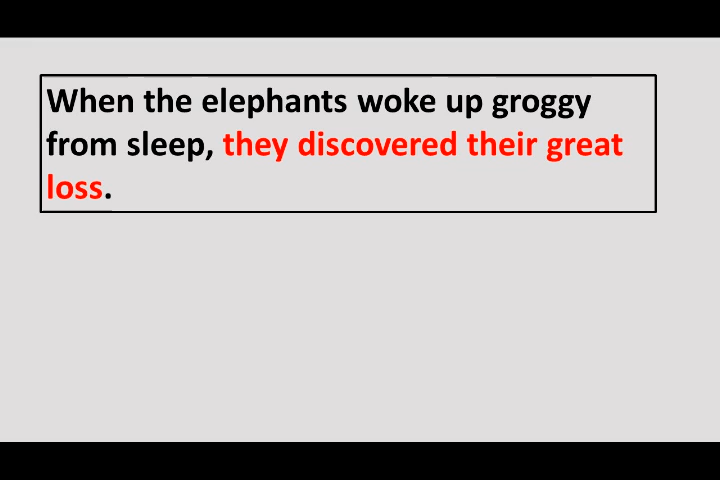 When the elephants woke up groggy
from sleep, they discovered their great
loss.